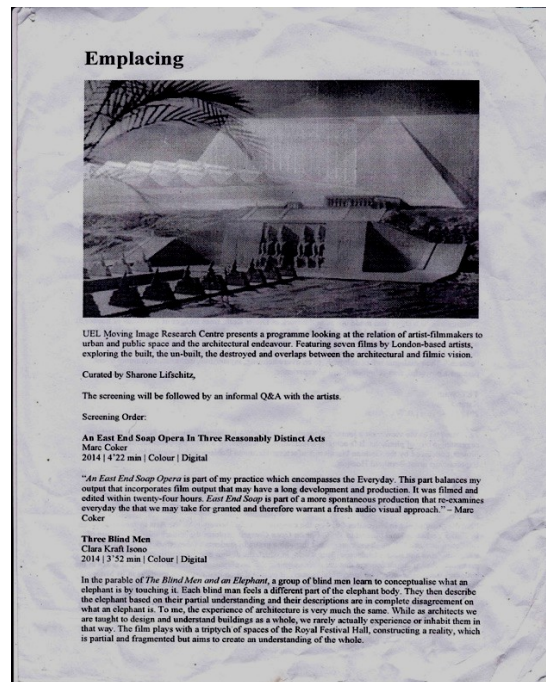 Emplacing
UEL Moving Image Research Centre presents a programme looking at the relation of artist-filmmakers to
urban and public space and the architectural endeavour. Featuring seven films by London-based artists,
exploring the built, the un-built, the destroyed and overlaps between the architectural and filmic vision.
Curated by Sharone Lifschitz,
The screening will be followed by an informal Q&A with the artists.
Screening Order:
An East End Soap Opera In Three Reasonably Distinct Acts
Marc Coker
2014 | 4'22 min | Colour | Digital
“An East End Soap Opera is part of my practice which encompasses the Everyday. This part balances my
output that incorporates film output that may have a long development and production. It was filmed and
edited within twenty-four hours. East End Soap is part of a more spontaneous production that re-examines
everyday the that we may take for granted and therefore warrant a fresh audio visual approach.” – Marc
Coker
Three Blind Men
Clara Kraft Isono
2014 | 3'52 min | Colour | Digital
In the parable of The Blind Men and an Elephant, a group of blind men learn to conceptualise what an
elephant is by touching it. Each blind man feels a different part of the elephant body. They then describe
the elephant based on their partial understanding and their descriptions are in complete disagreement on
what an elephant is. To me, the experience of architecture is very much the same. While as architects we
are taught to design and understand buildings as a whole, we rarely actually experience or inhabit them in
that way. The film plays with a triptych of spaces of the Royal Festival Hall, constructing a reality, which
is partial and fragmented but aims to create an understanding of the whole.